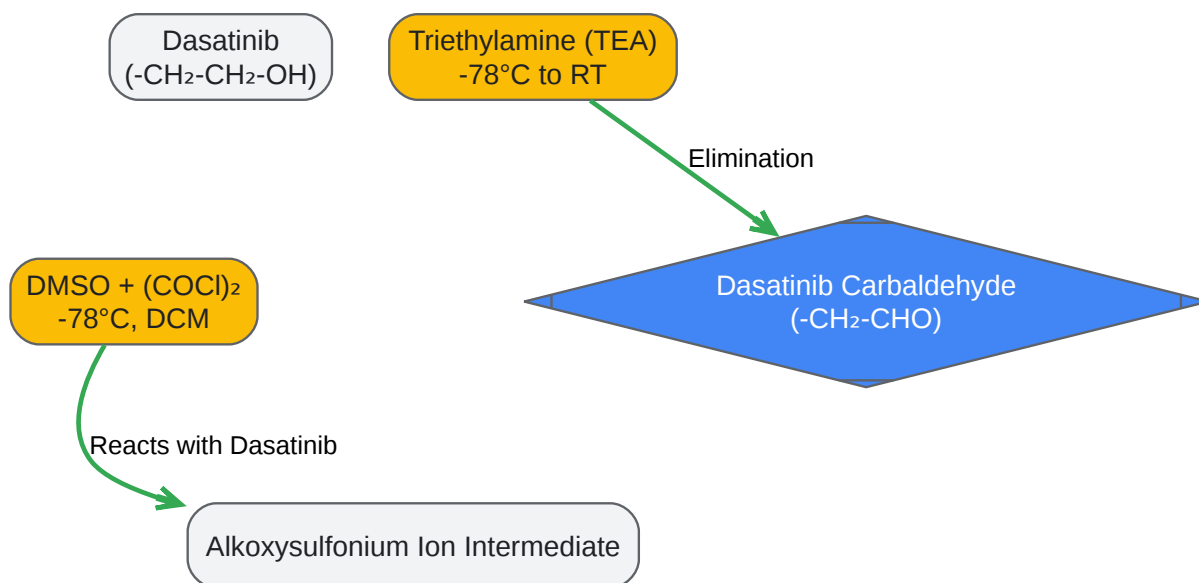 Dasatinib
(-CH₂-CH₂-OH)
Triethylamine (TEA)
-78°C to RT
Elimination
DMSO + (COCl)₂
-78°C, DCM
Dasatinib Carbaldehyde
(-CH₂-CHO)
Reacts with Dasatinib
Alkoxysulfonium Ion Intermediate